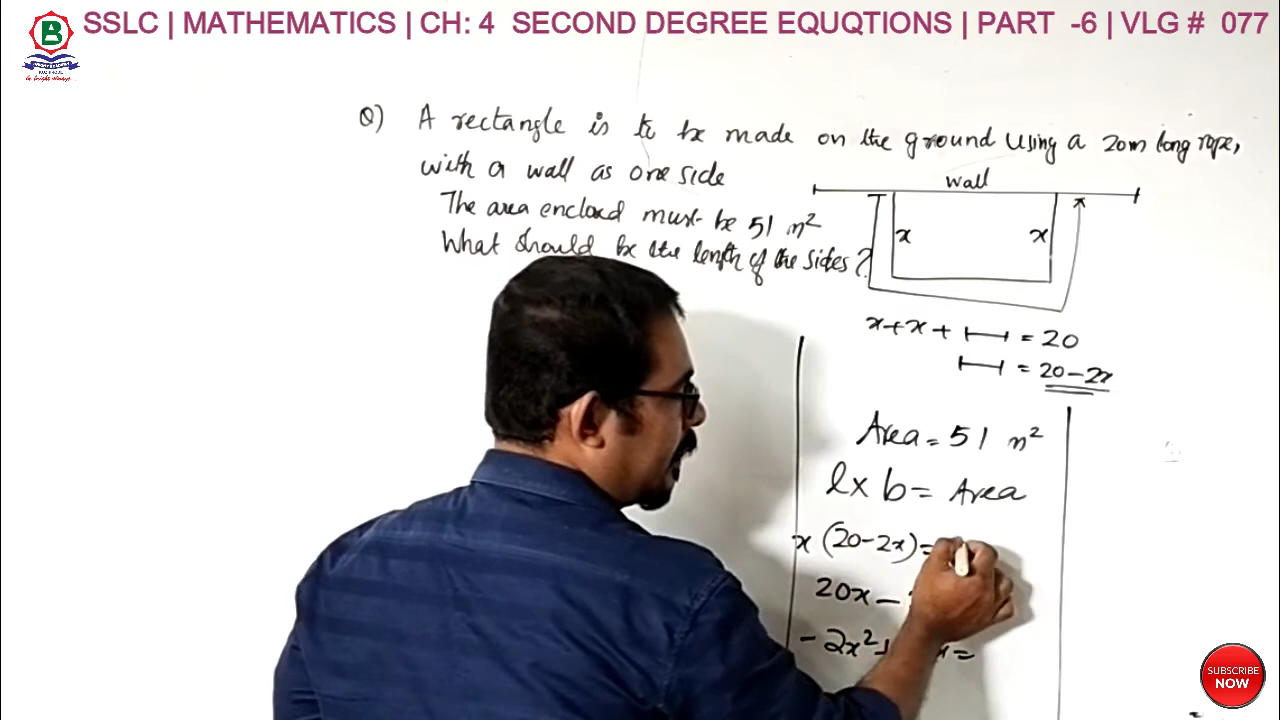 SSLC | MATHEMATICS | CH: 4 SECOND DEGREE EQUQTIONS | PART -6 | VLG # 077
B
Q) A rectangle is to be made on the ground using a 20m long rope,
with a wall as one side
The area enclosed must be 51 m²
What should be the length of the sides?
wall
x x
x+x+ ⊢⊣ = 20
⊢⊣ = 20-2x
Area = 51 m²
l x b = Area
x (20-2x) =
20x -
- 2x²
x =
SUBSCRIBE
NOW